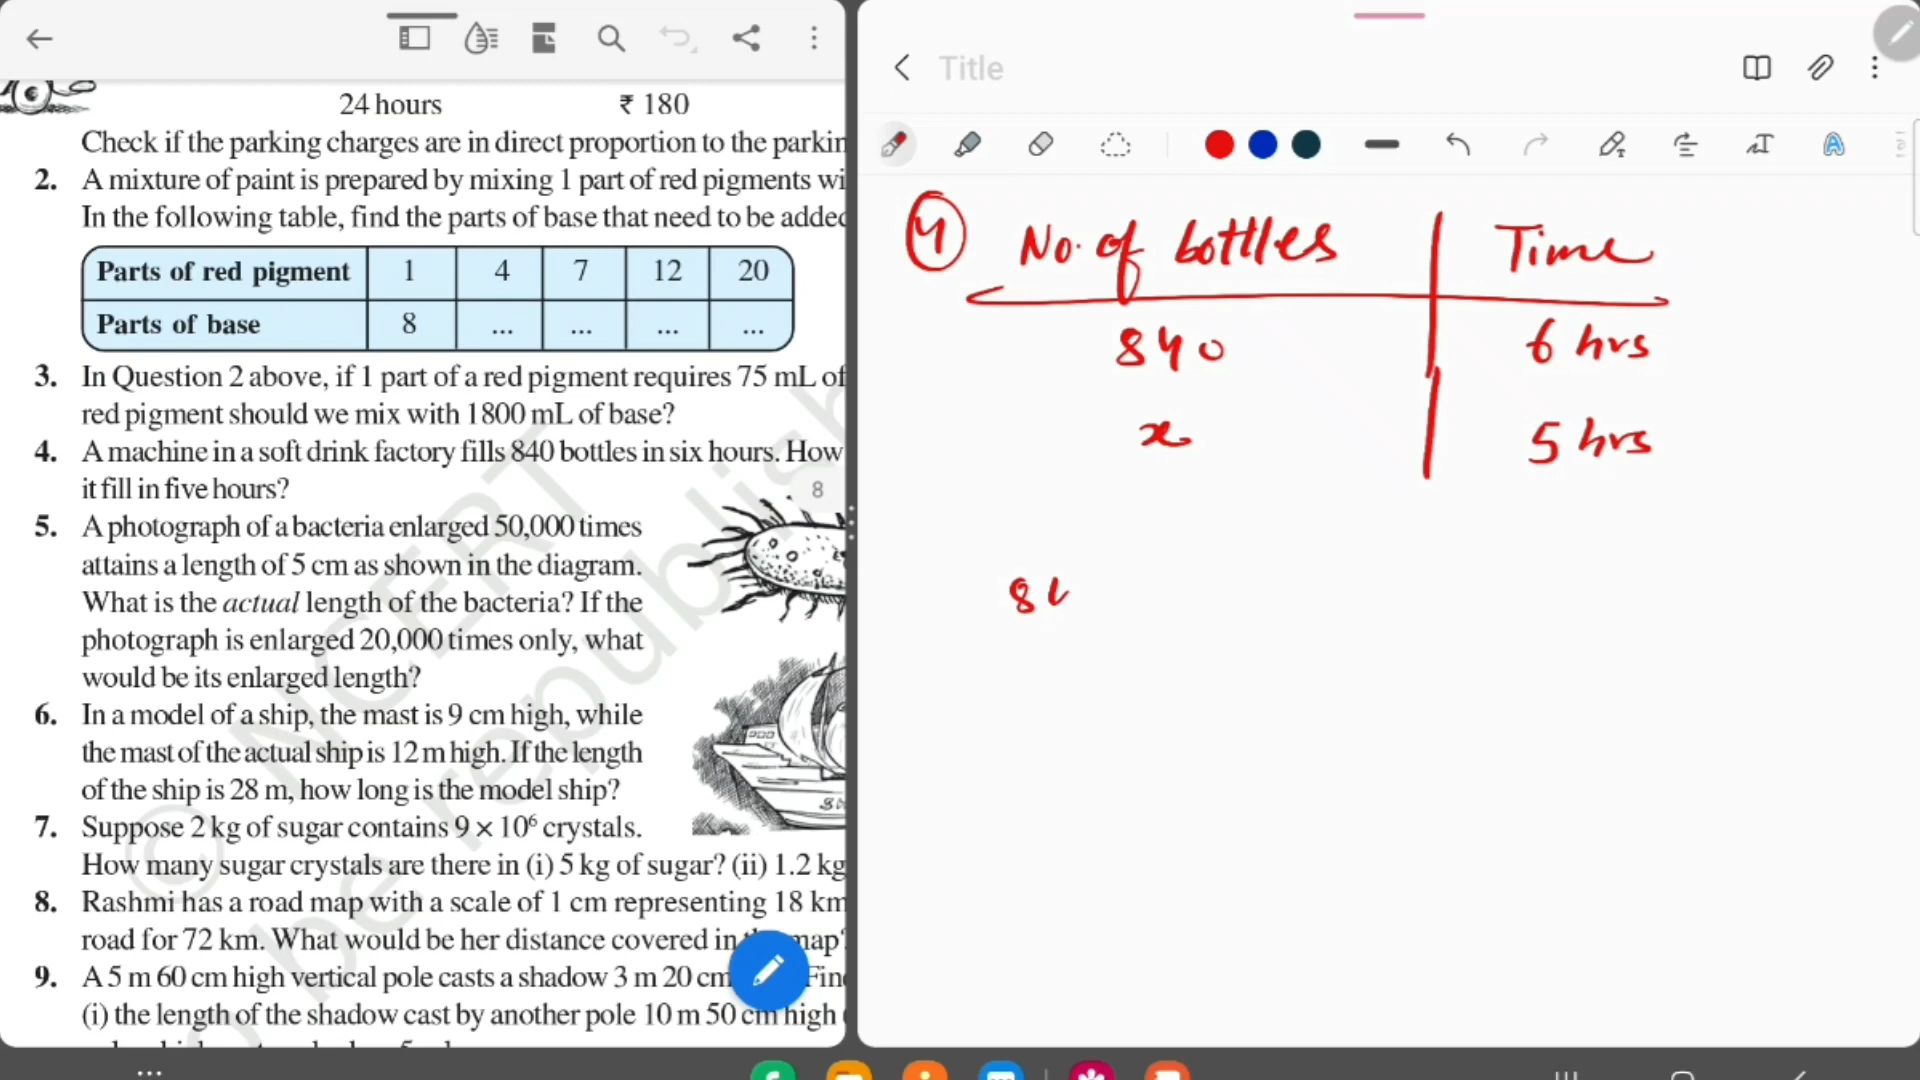 24 hours ₹ 180
Check if the parking charges are in direct proportion to the parkin
2. A mixture of paint is prepared by mixing 1 part of red pigments wi
In the following table, find the parts of base that need to be added
Parts of red pigment 1 4 7 12 20
Parts of base 8 ... ... ... ...
3. In Question 2 above, if 1 part of a red pigment requires 75 mL of
red pigment should we mix with 1800 mL of base?
4. A machine in a soft drink factory fills 840 bottles in six hours. How
it fill in five hours?
8
5. A photograph of a bacteria enlarged 50,000 times
attains a length of 5 cm as shown in the diagram.
What is the actual length of the bacteria? If the
photograph is enlarged 20,000 times only, what
would be its enlarged length?
6. In a model of a ship, the mast is 9 cm high, while
the mast of the actual ship is 12 m high. If the length
of the ship is 28 m, how long is the model ship?
7. Suppose 2 kg of sugar contains 9 × 10⁶ crystals.
How many sugar crystals are there in (i) 5 kg of sugar? (ii) 1.2 kg
8. Rashmi has a road map with a scale of 1 cm representing 18 km
road for 72 km. What would be her distance covered in map?
9. A 5 m 60 cm high vertical pole casts a shadow 3 m 20 cm Find
(i) the length of the shadow cast by another pole 10 m 50 cm high
© NCERT
be republish
Title
4 No. of bottles Time
840 6 hrs
x 5 hrs
8